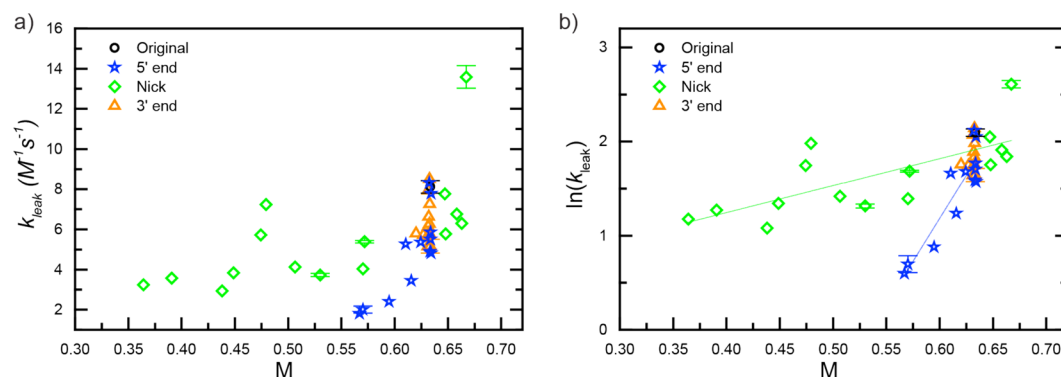 a)
16
14
12
10
8
6
4
2
k_leak (M⁻¹s⁻¹)
Original
5' end
Nick
3' end
0.30 0.35 0.40 0.45 0.50 0.55 0.60 0.65 0.70
M
b)
3
2
1
0
ln(k_leak)
Original
5' end
Nick
3' end
0.30 0.35 0.40 0.45 0.50 0.55 0.60 0.65 0.70
M